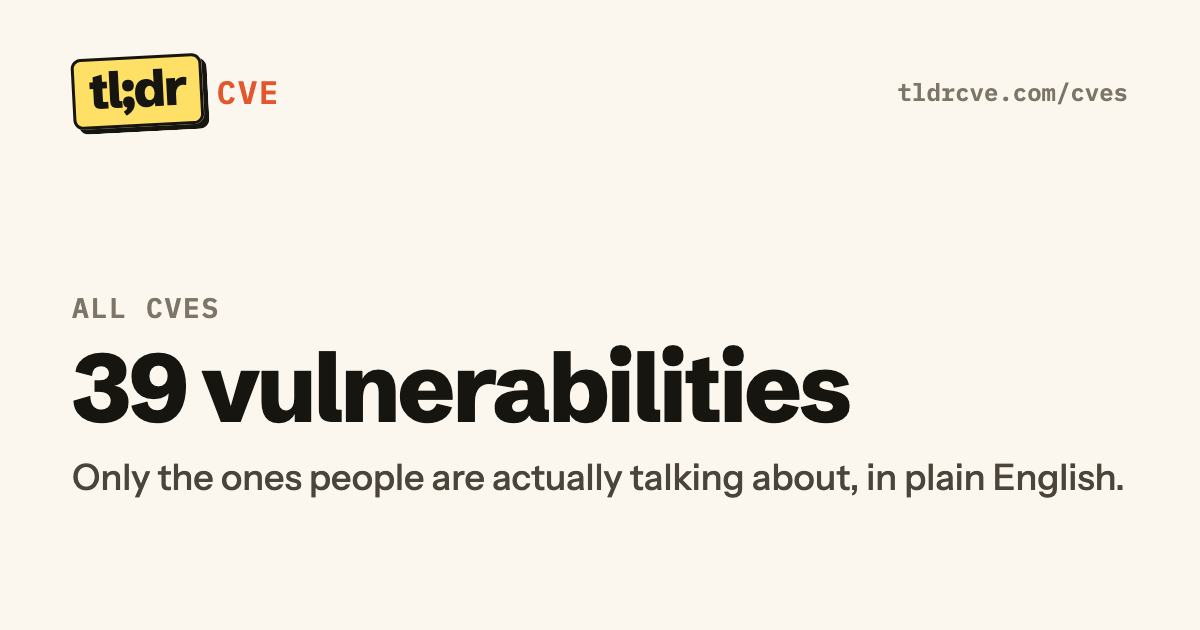 tl;dr CVE
tldrcve.com/cves
ALL CVES
39 vulnerabilities
Only the ones people are actually talking about, in plain English.